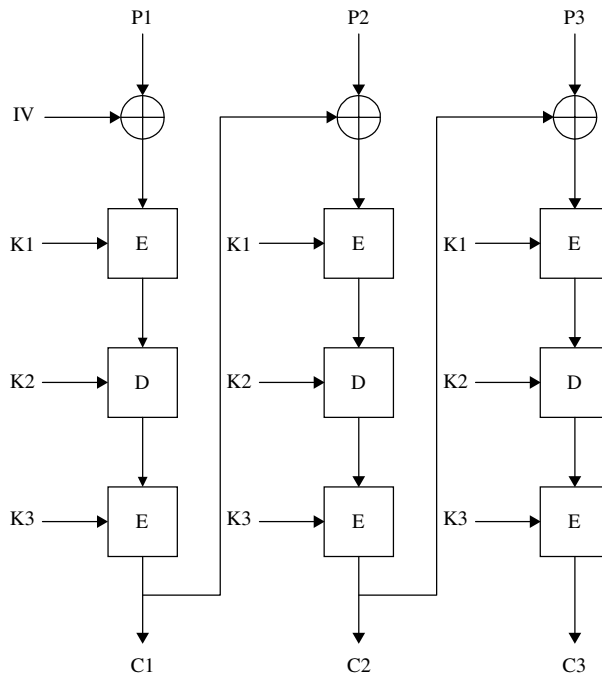 P1 P2 P3
IV
K1 E K1 E K1 E
K2 D K2 D K2 D
K3 E K3 E K3 E
C1 C2 C3